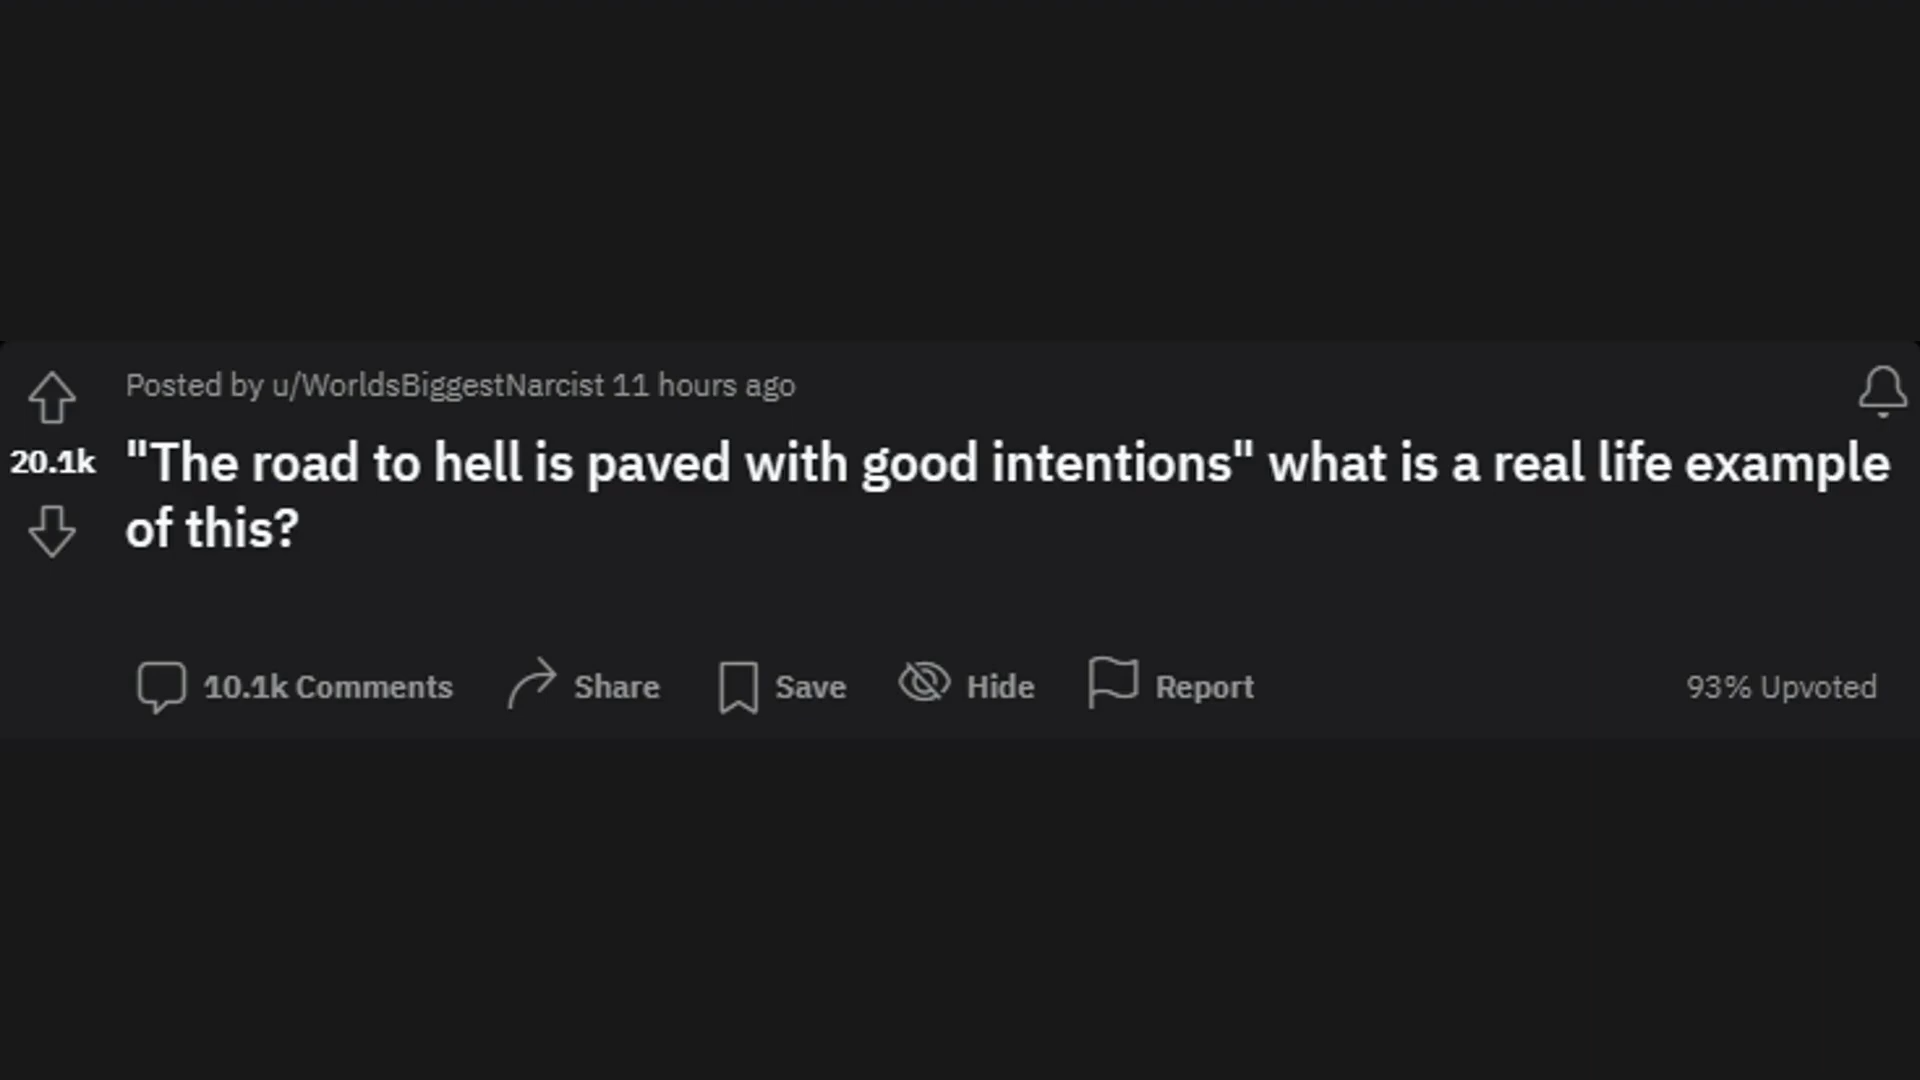 Posted by u/WorldsBiggestNarcist 11 hours ago
20.1k
"The road to hell is paved with good intentions" what is a real life example
of this?
10.1k Comments Share Save Hide Report 93% Upvoted